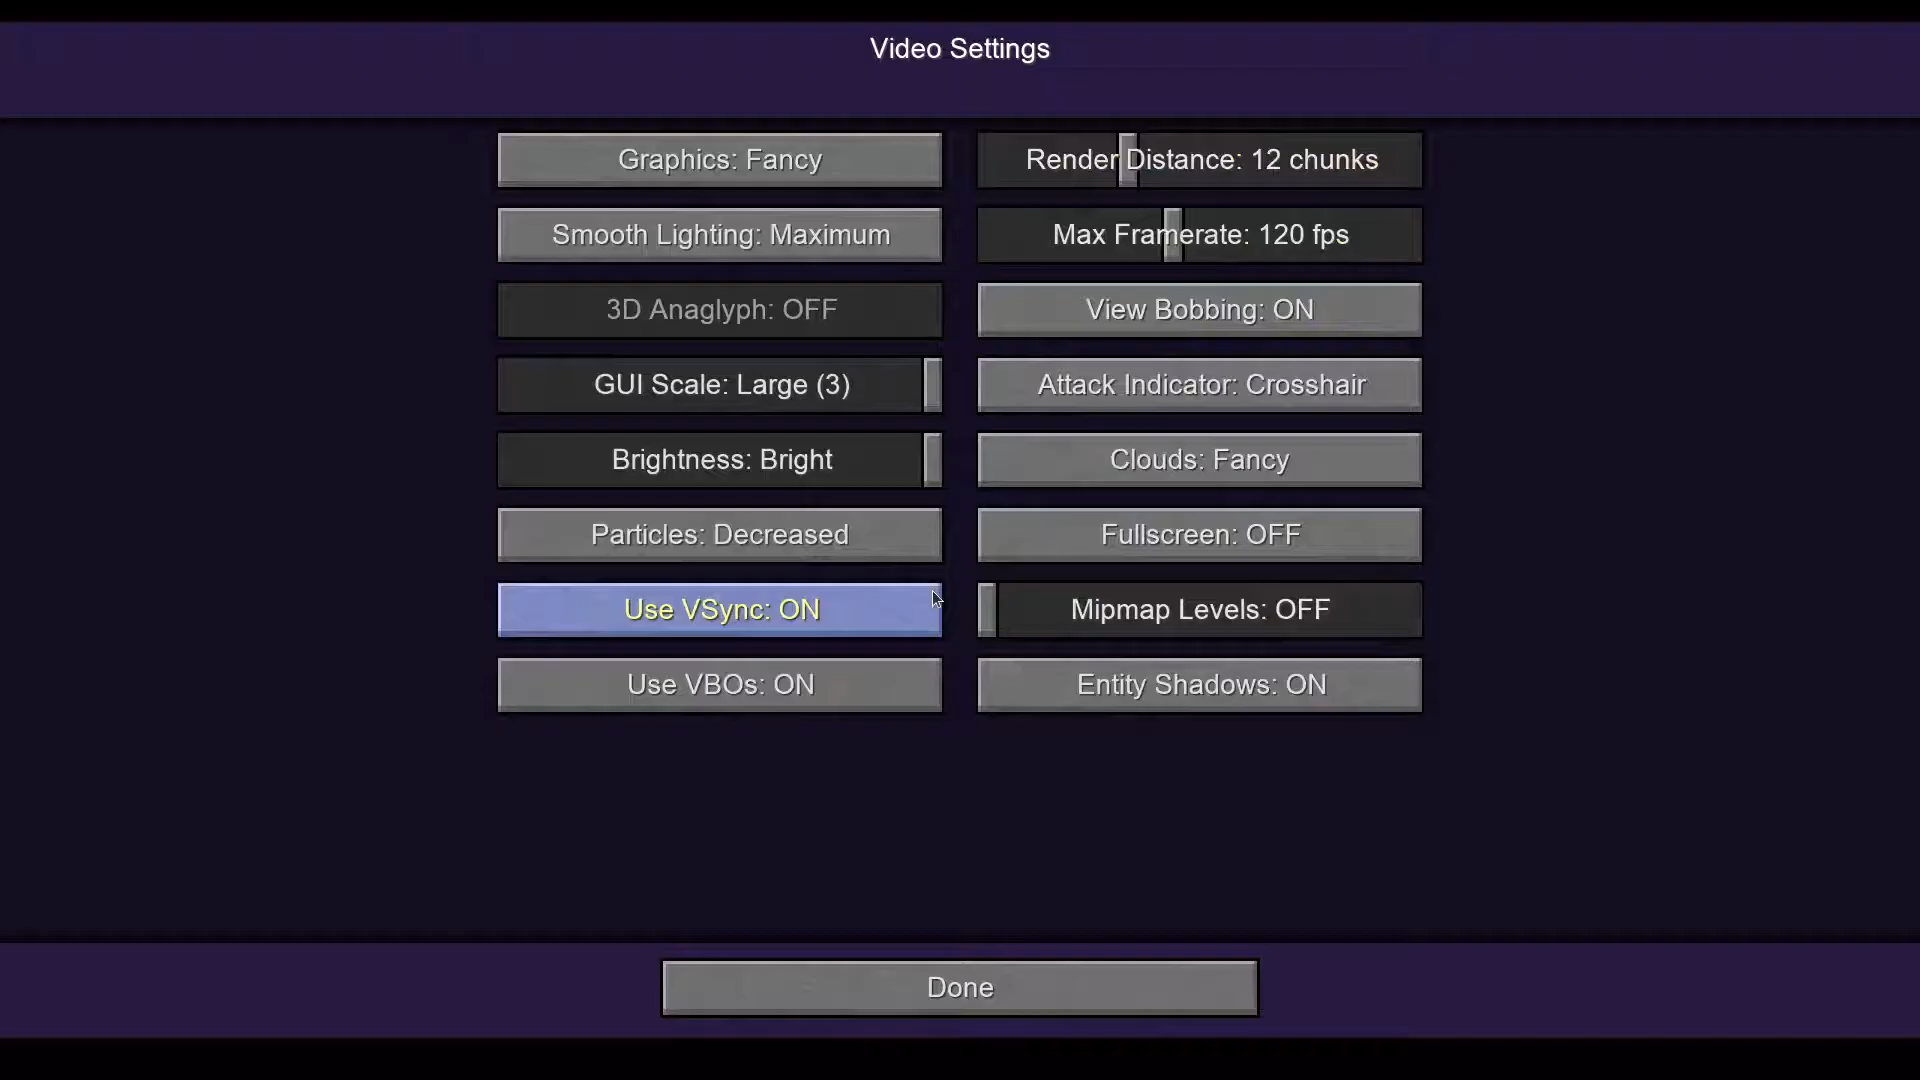 Video Settings
Graphics: Fancy
Render Distance: 12 chunks
Smooth Lighting: Maximum
Max Framerate: 120 fps
3D Anaglyph: OFF
View Bobbing: ON
GUI Scale: Large (3)
Attack Indicator: Crosshair
Brightness: Bright
Clouds: Fancy
Particles: Decreased
Fullscreen: OFF
Use VSync: ON
Mipmap Levels: OFF
Use VBOs: ON
Entity Shadows: ON
Done